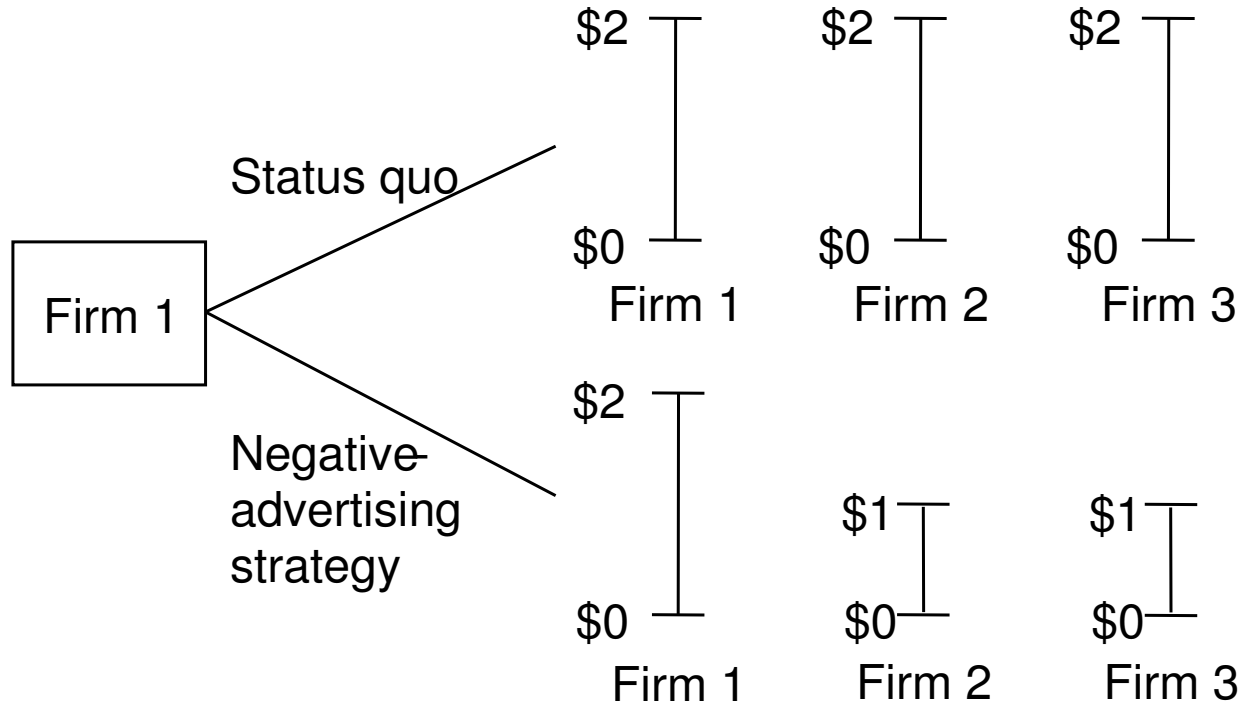 $2 $2 $2
Status quo
$0 $0 $0
Firm 1 Firm 2 Firm 3
Firm 1
$2
Negative-
advertising
strategy
$1 $1
$0 $0 $0
Firm 1 Firm 2 Firm 3